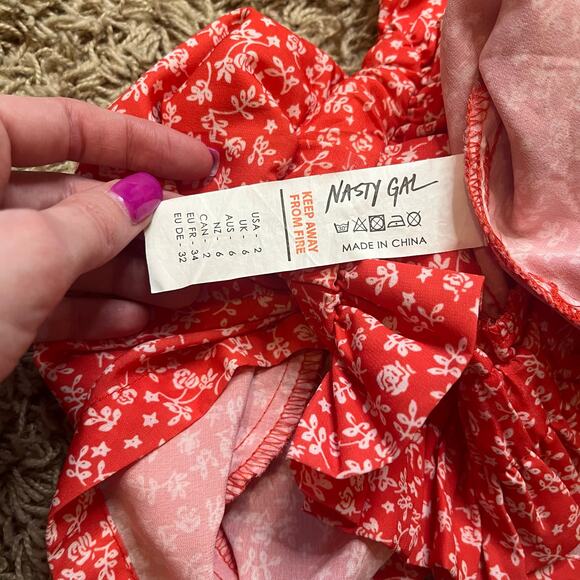 NASTY GAL
MADE IN CHINA
KEEP AWAY
FROM FIRE
USA - 2
UK - 6
AUS - 6
NZ - 6
CAN - 2
EU FR - 34
EU DE - 32